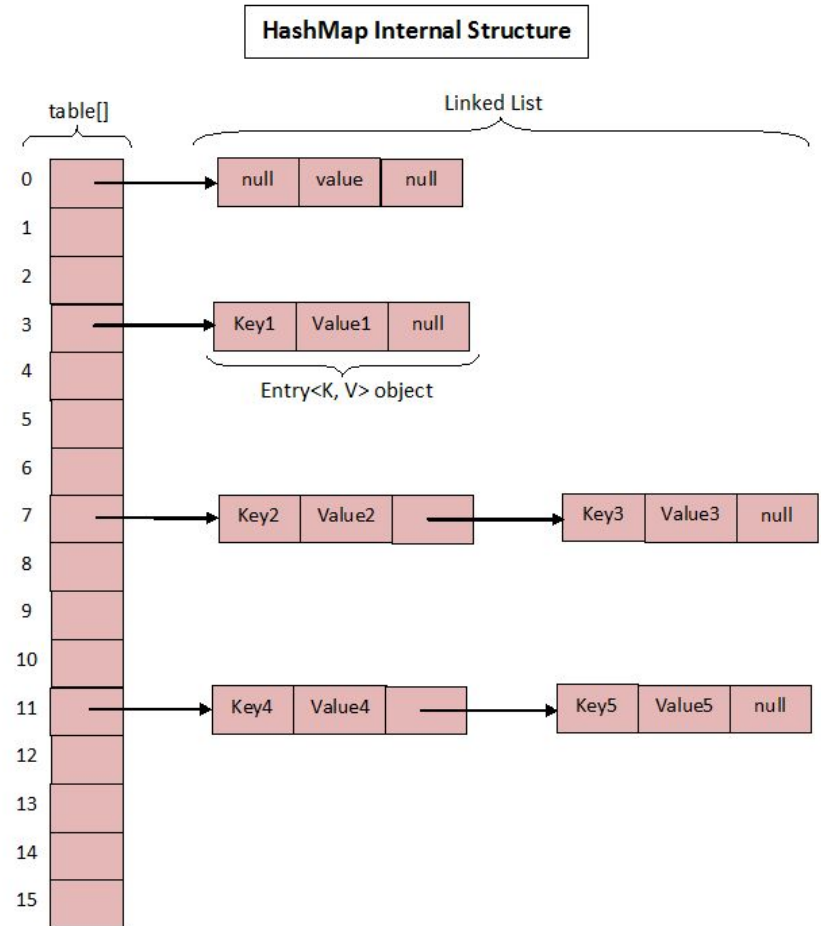 HashMap Internal Structure
table[]
Linked List
0 null value null
1
2
3 Key1 Value1 null
4
Entry<K, V> object
5
6
7 Key2 Value2 Key3 Value3 null
8
9
10
11 Key4 Value4 Key5 Value5 null
12
13
14
15